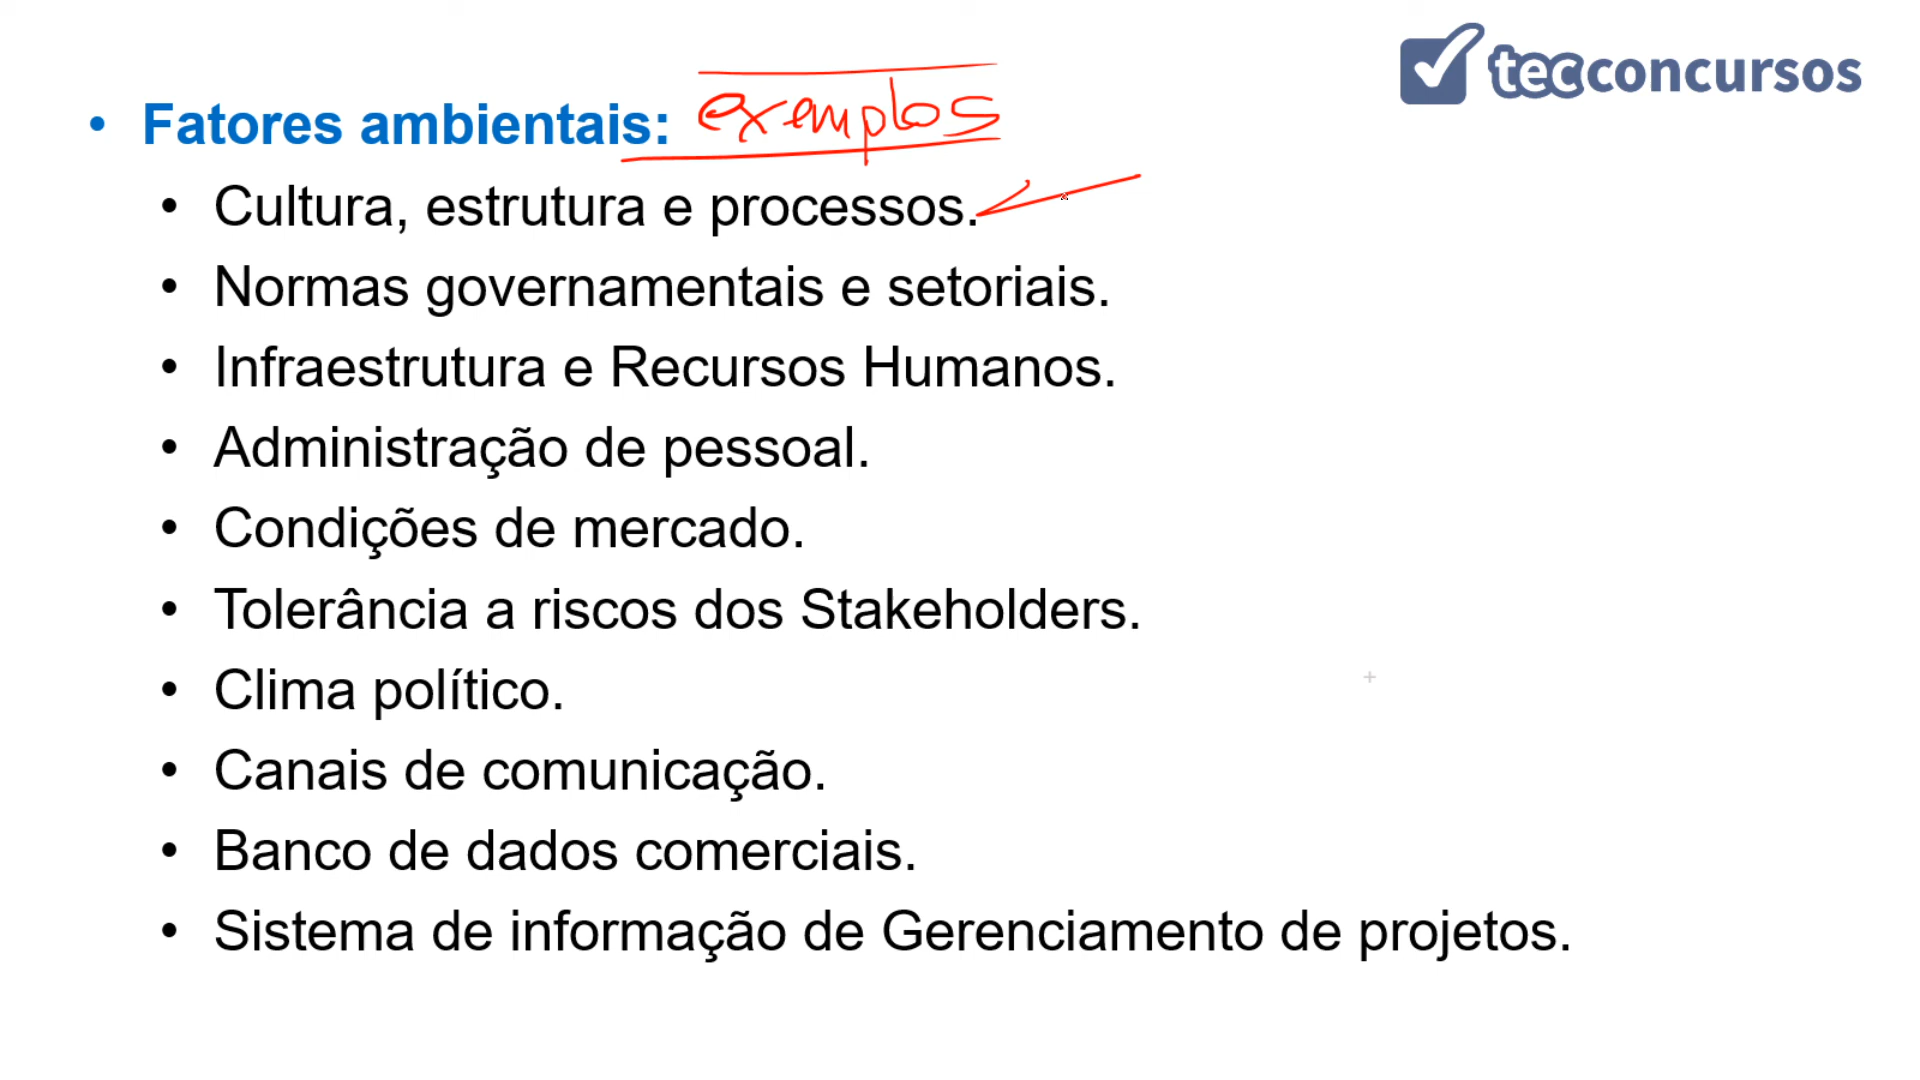 tecconcursos
• Fatores ambientais: exemplos
• Cultura, estrutura e processos.
• Normas governamentais e setoriais.
• Infraestrutura e Recursos Humanos.
• Administração de pessoal.
• Condições de mercado.
• Tolerância a riscos dos Stakeholders.
• Clima político.
• Canais de comunicação.
• Banco de dados comerciais.
• Sistema de informação de Gerenciamento de projetos.